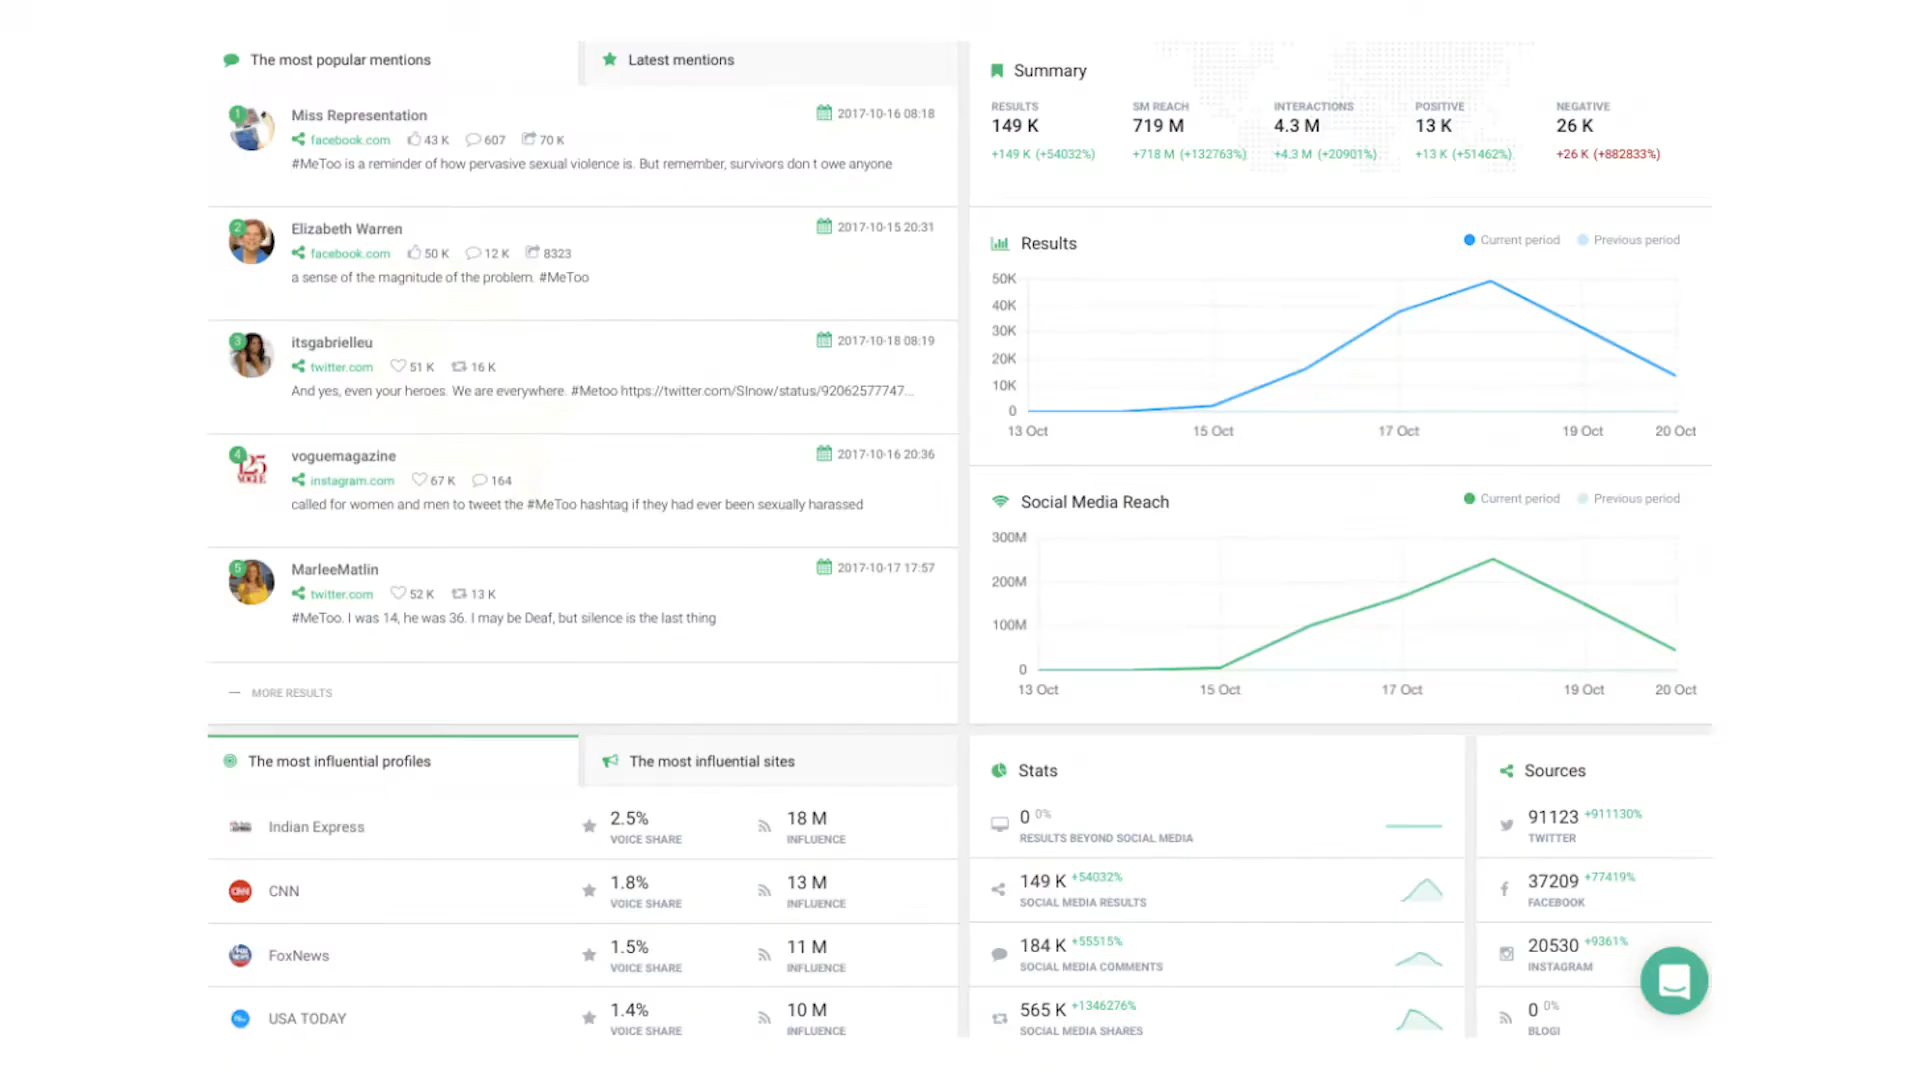 The most popular mentions
Latest mentions
1
Miss Representation
2017-10-16 08:18
facebook.com 43 K 607 70 K
#MeToo is a reminder of how pervasive sexual violence is. But remember, survivors don t owe anyone
2
Elizabeth Warren
2017-10-15 20:31
facebook.com 50 K 12 K 8323
a sense of the magnitude of the problem. #MeToo
3
itsgabrielleu
2017-10-18 08:19
twitter.com 51 K 16 K
And yes, even your heroes. We are everywhere. #Metoo https://twitter.com/SInow/status/92062577747...
4
125
VOGUE
voguemagazine
2017-10-16 20:36
instagram.com 67 K 164
called for women and men to tweet the #MeToo hashtag if they had ever been sexually harassed
5
MarleeMatlin
2017-10-17 17:57
twitter.com 52 K 13 K
#MeToo. I was 14, he was 36. I may be Deaf, but silence is the last thing
MORE RESULTS
Summary
RESULTS SM REACH INTERACTIONS POSITIVE NEGATIVE
149 K 719 M 4.3 M 13 K 26 K
+149 K (+54032%) +718 M (+132763%) +4.3 M (+20901%) +13 K (+51462%) +26 K (+882833%)
Results
Current period Previous period
50K
40K
30K
20K
10K
0
13 Oct 15 Oct 17 Oct 19 Oct 20 Oct
Social Media Reach
Current period Previous period
300M
200M
100M
0
13 Oct 15 Oct 17 Oct 19 Oct 20 Oct
The most influential profiles
The most influential sites
Indian Express
2.5%
VOICE SHARE
18 M
INFLUENCE
CNN
CNN
1.8%
VOICE SHARE
13 M
INFLUENCE
FoxNews
1.5%
VOICE SHARE
11 M
INFLUENCE
USA TODAY
1.4%
VOICE SHARE
10 M
INFLUENCE
Stats
0 0%
RESULTS BEYOND SOCIAL MEDIA
149 K +54032%
SOCIAL MEDIA RESULTS
184 K +55515%
SOCIAL MEDIA COMMENTS
565 K +1346276%
SOCIAL MEDIA SHARES
Sources
91123 +911130%
TWITTER
37209 +77419%
FACEBOOK
20530 +9361%
INSTAGRAM
0 0%
BLOGI